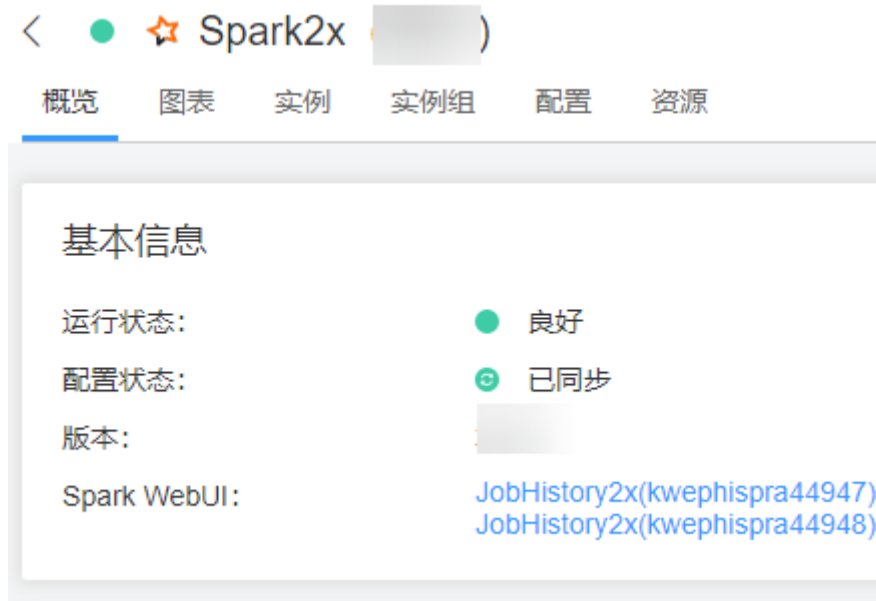 Spark2x )
概览 图表 实例 实例组 配置 资源
基本信息
运行状态： 良好
配置状态： 已同步
版本：
Spark WebUI： JobHistory2x(kwephispra44947)
JobHistory2x(kwephispra44948)